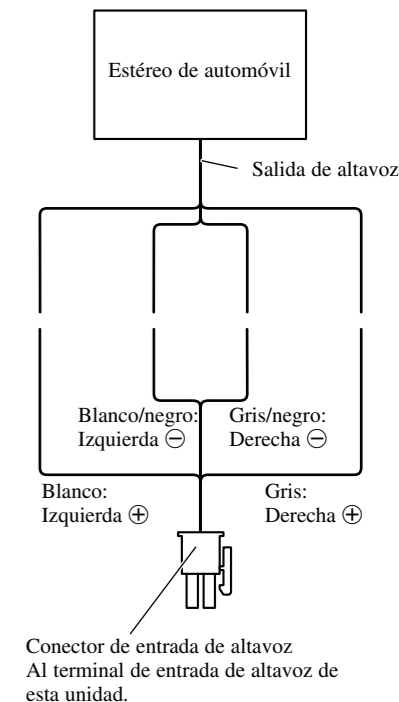 Estéreo de automóvil
Salida de altavoz
Blanco/negro:
Izquierda ⊖
Gris/negro:
Derecha ⊖
Blanco:
Izquierda ⊕
Gris:
Derecha ⊕
Conector de entrada de altavoz
Al terminal de entrada de altavoz de
esta unidad.